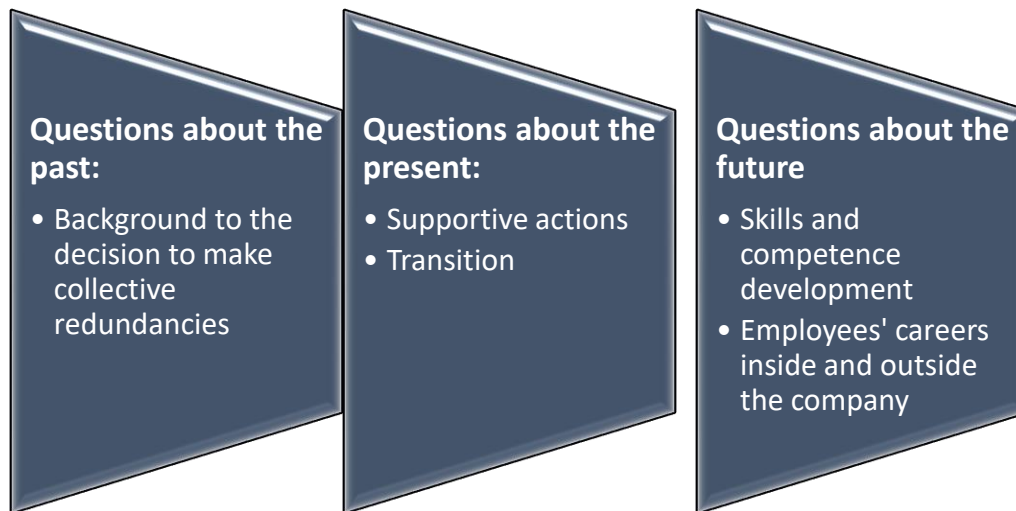 Questions about the
past:
• Background to the
decision to make
collective
redundancies
Questions about the
present:
• Supportive actions
• Transition
Questions about the
future
• Skills and
competence
development
• Employees' careers
inside and outside
the company